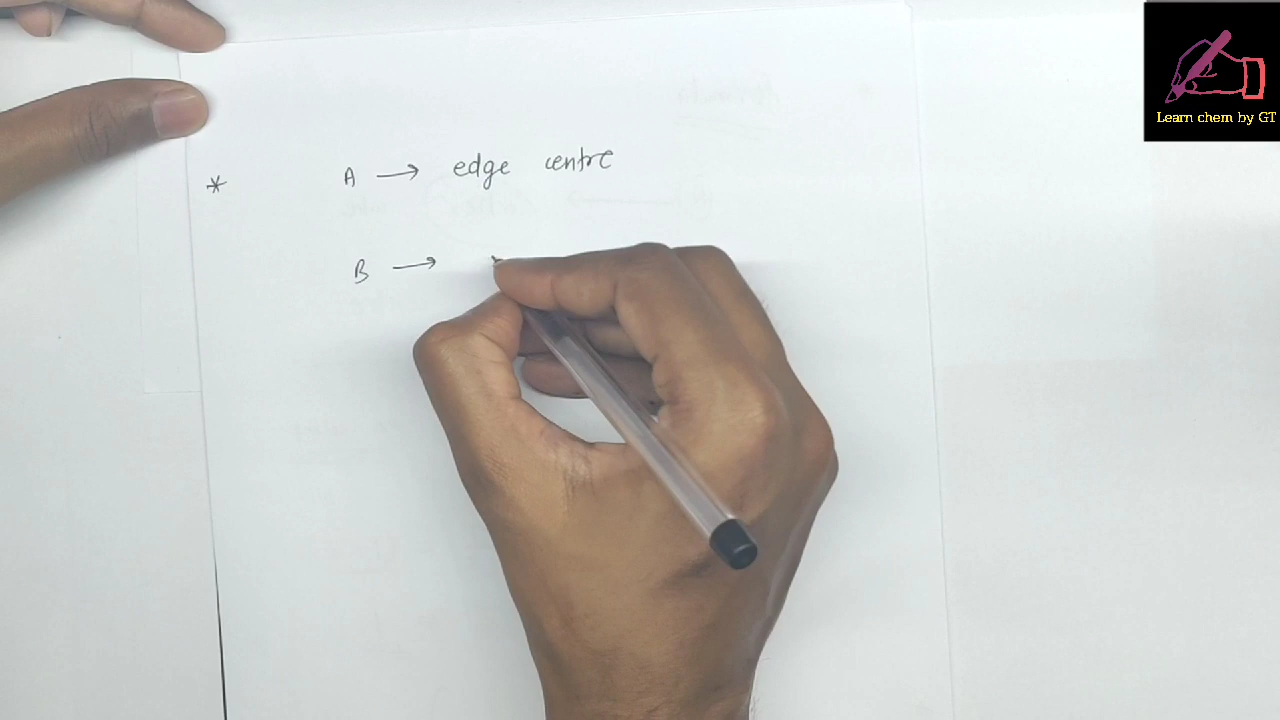 Learn chem by GT
* A → edge centre
B →